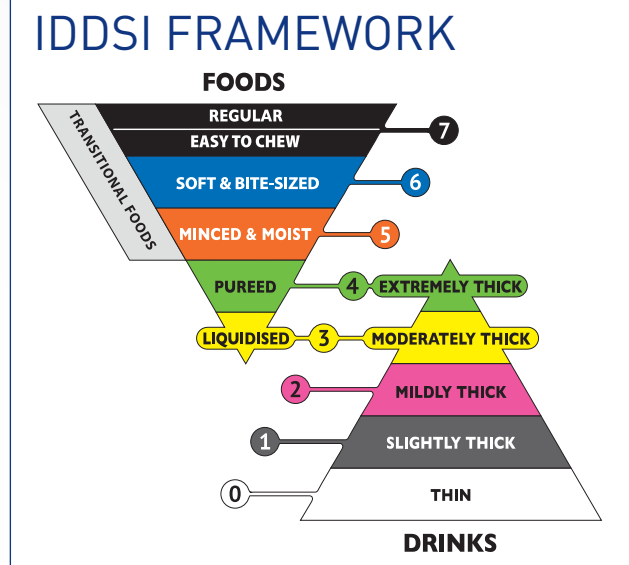 IDDSI FRAMEWORK
FOODS
TRANSITIONAL FOODS
REGULAR
EASY TO CHEW
7
SOFT & BITE-SIZED
6
MINCED & MOIST
5
PUREED
4
EXTREMELY THICK
LIQUIDISED
3
MODERATELY THICK
2
MILDLY THICK
1
SLIGHTLY THICK
0
THIN
DRINKS